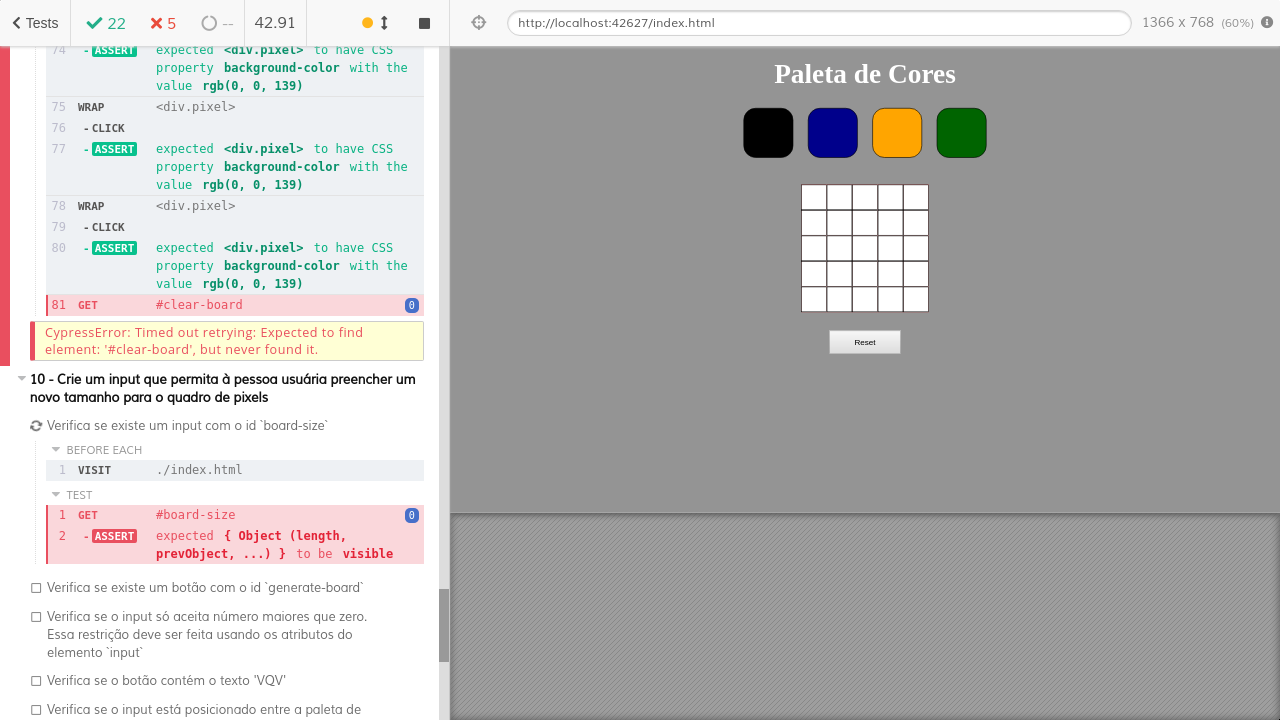 Tests 22 5 -- 42.91 http://localhost:42627/index.html 1366 x 768 (60%)
74 - ASSERT expected <div.pixel> to have CSS
property background-color with the
value rgb(0, 0, 139)
75 WRAP <div.pixel>
76 - CLICK
77 - ASSERT expected <div.pixel> to have CSS
property background-color with the
value rgb(0, 0, 139)
78 WRAP <div.pixel>
79 - CLICK
80 - ASSERT expected <div.pixel> to have CSS
property background-color with the
value rgb(0, 0, 139)
81 GET #clear-board 0
CypressError: Timed out retrying: Expected to find
element: '#clear-board', but never found it.
10 - Crie um input que permita à pessoa usuária preencher um
novo tamanho para o quadro de pixels
Verifica se existe um input com o id `board-size`
BEFORE EACH
1 VISIT ./index.html
TEST
1 GET #board-size 0
2 - ASSERT expected { Object (length,
prevObject, ...) } to be visible
Verifica se existe um botão com o id `generate-board`
Verifica se o input só aceita número maiores que zero.
Essa restrição deve ser feita usando os atributos do
elemento `input`
Verifica se o botão contém o texto 'VQV'
Verifica se o input está posicionado entre a paleta de
Paleta de Cores
Reset